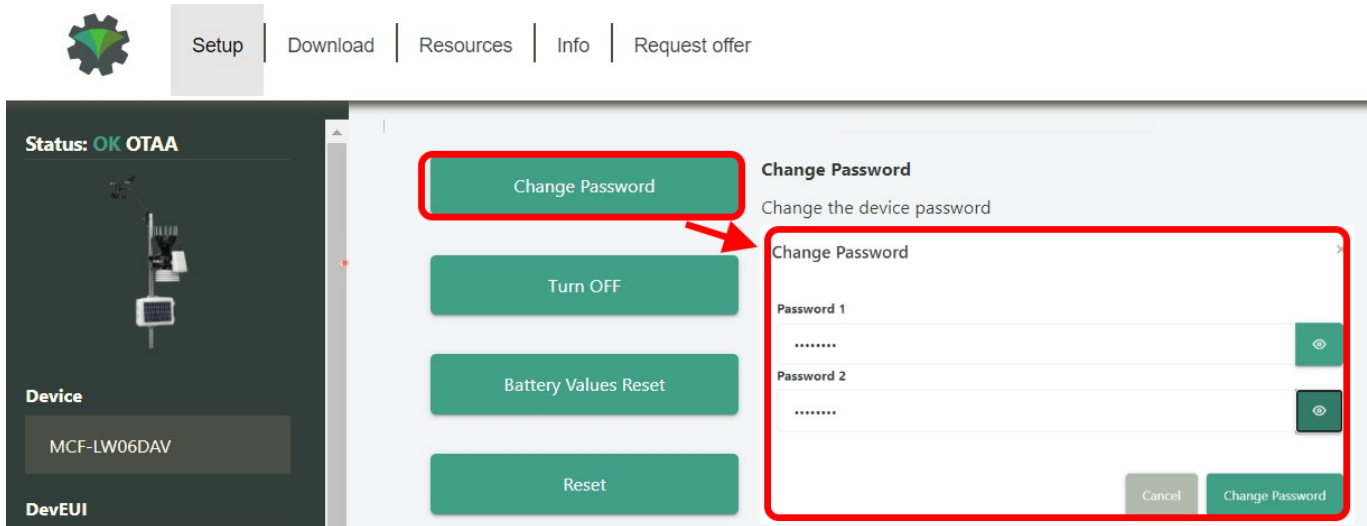 Setup
Download
Resources
Info
Request offer
Status: OK OTAA
Device
MCF-LW06DAV
DevEUI
Change Password
Turn OFF
Battery Values Reset
Reset
Change Password
Change the device password
Change Password
Password 1
••••••••
Password 2
••••••••
Cancel
Change Password